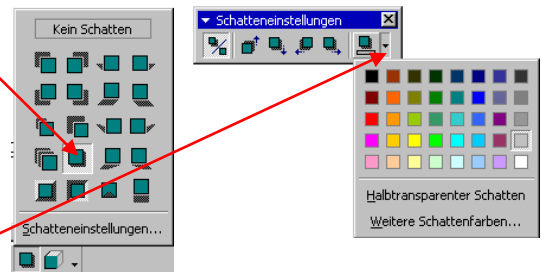 Kein Schatten
Schatteneinstellungen...
Schatteneinstellungen
Halbtransparenter Schatten
Weitere Schattenfarben...